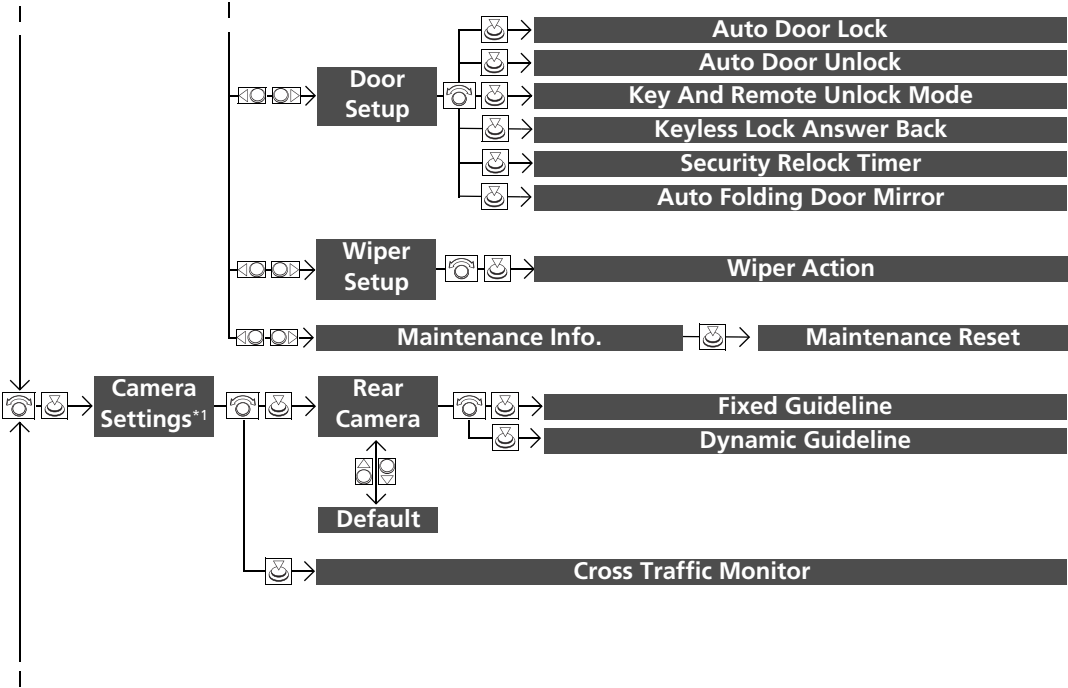 Door
Setup
Auto Door Lock
Auto Door Unlock
Key And Remote Unlock Mode
Keyless Lock Answer Back
Security Relock Timer
Auto Folding Door Mirror
Wiper
Setup
Wiper Action
Maintenance Info.
Maintenance Reset
Camera
Settings*1
Rear
Camera
Fixed Guideline
Dynamic Guideline
Default
Cross Traffic Monitor